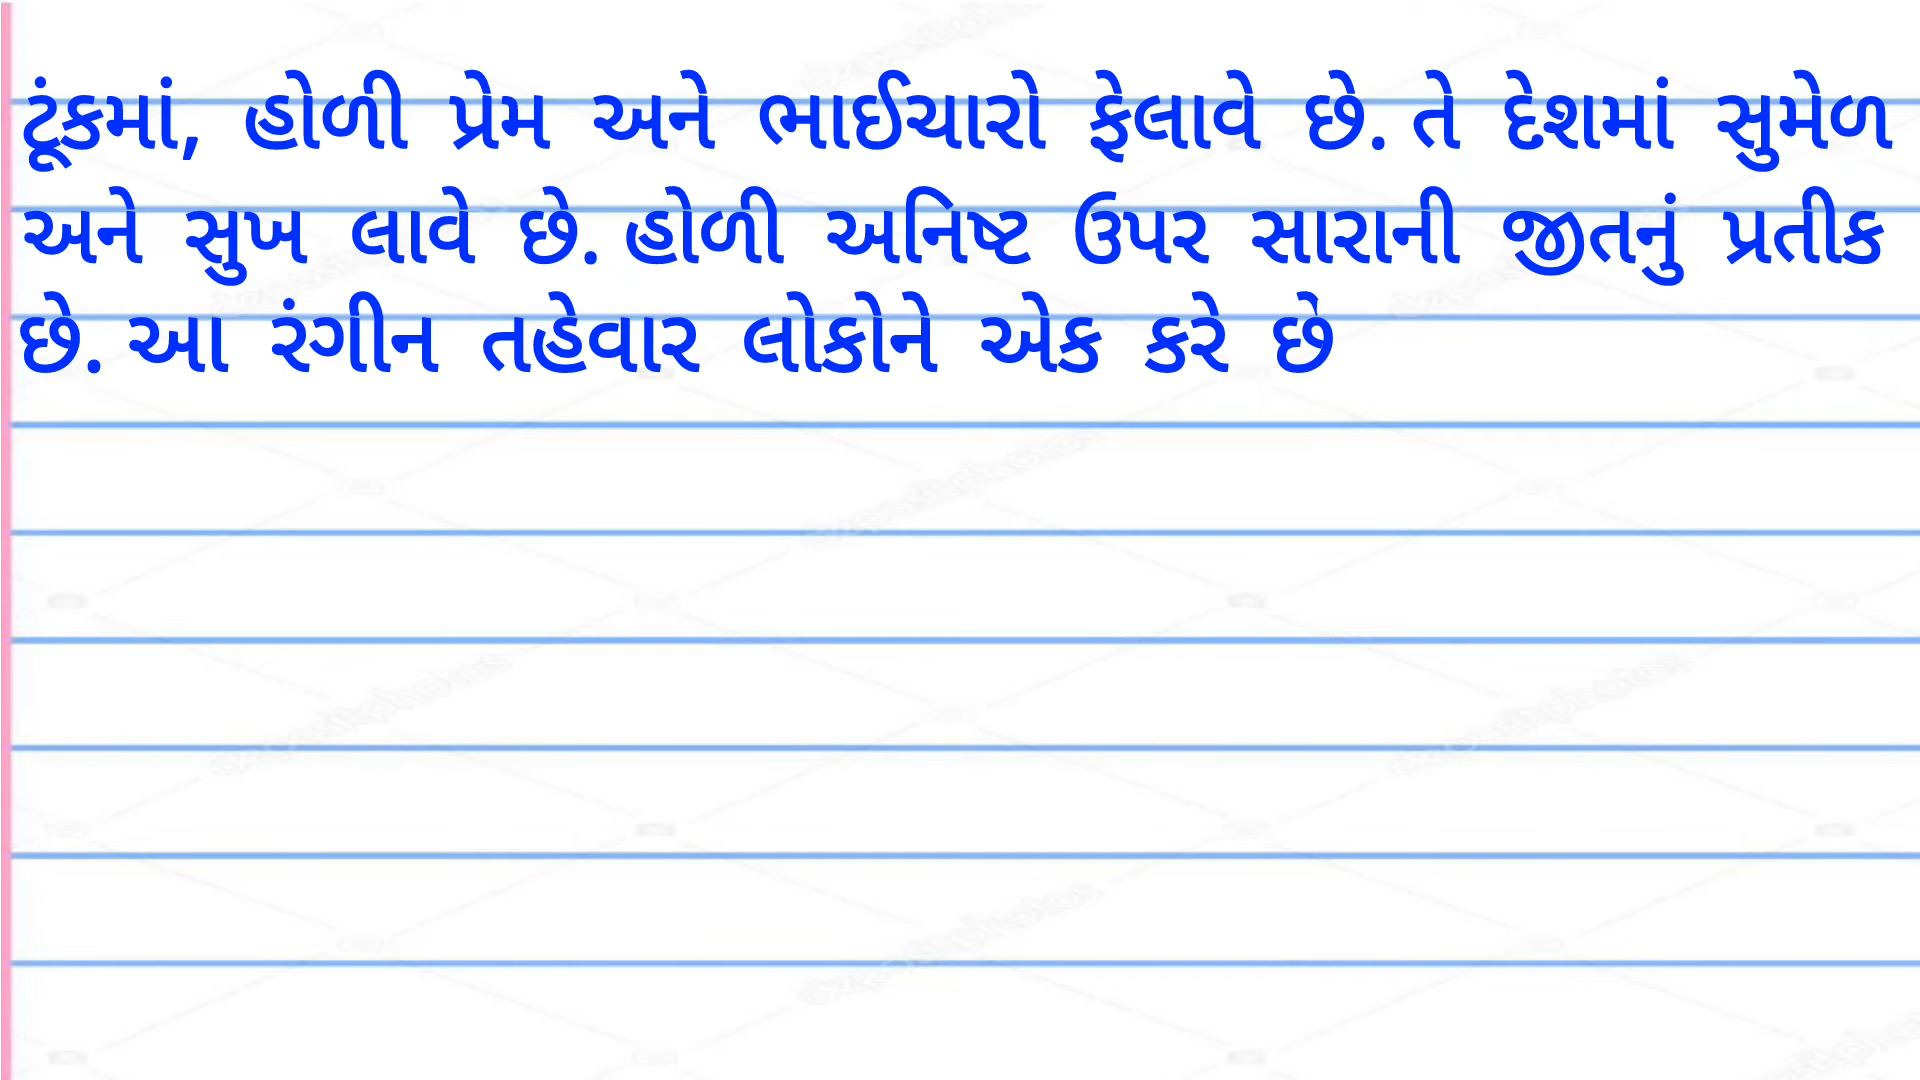 ટૂંકમાં, હોળી પ્રેમ અને ભાઈચારો ફેલાવે છે. તે દેશમાં સુમેળ
અને સુખ લાવે છે. હોળી અનિષ્ટ ઉપર સારાની જીતનું પ્રતીક
છે. આ રંગીન તહેવાર લોકોને એક કરે છે